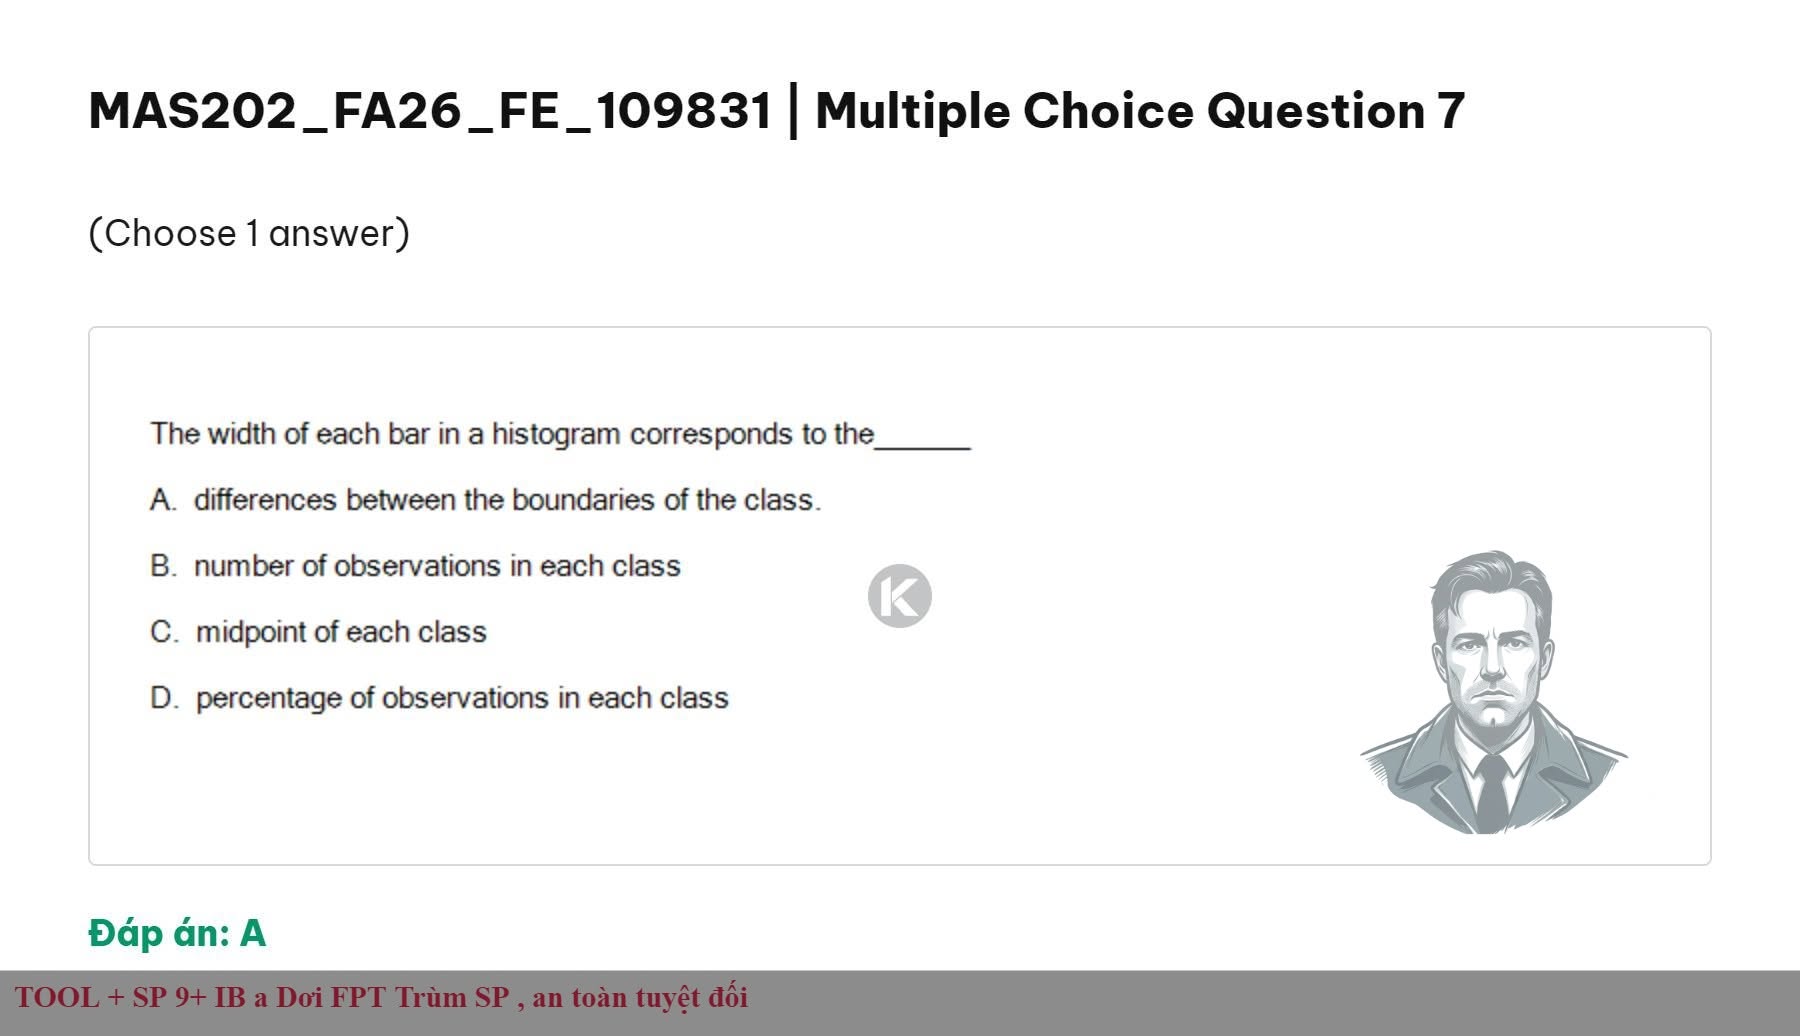 MAS202_FA26_FE_109831 | Multiple Choice Question 7
(Choose 1 answer)
The width of each bar in a histogram corresponds to the______
A. differences between the boundaries of the class.
B. number of observations in each class
C. midpoint of each class
D. percentage of observations in each class
K
Đáp án: A
TOOL + SP 9+ IB a Dơi FPT Trùm SP , an toàn tuyệt đối